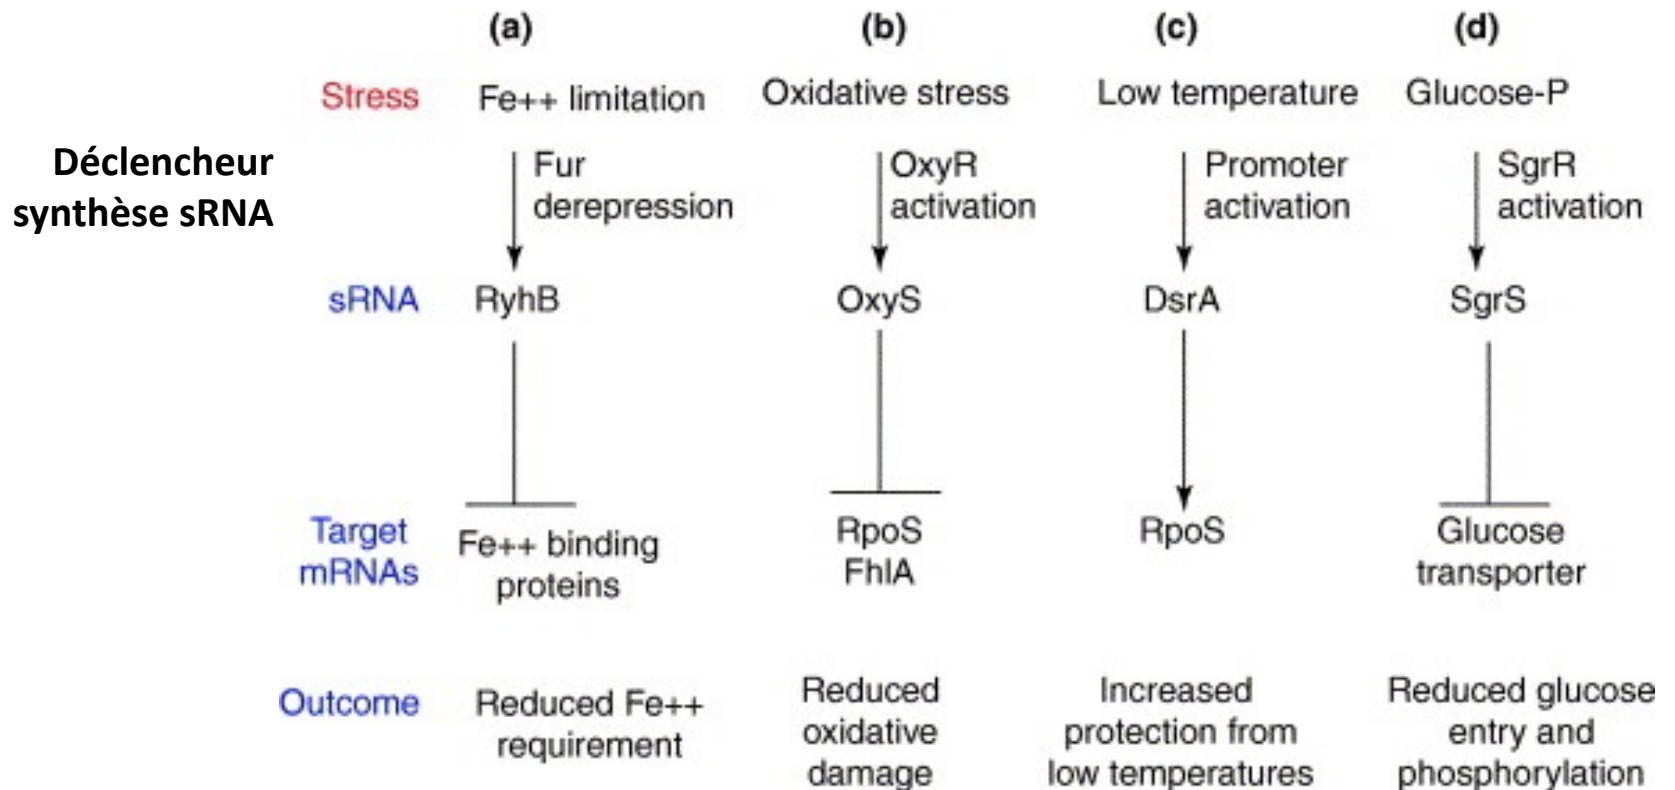 (a) (b) (c) (d)
Stress Fe++ limitation Oxidative stress Low temperature Glucose-P
Déclencheur
synthèse sRNA
Fur
derepression
OxyR
activation
Promoter
activation
SgrR
activation
sRNA RyhB OxyS DsrA SgrS
Target
mRNAs
Fe++ binding
proteins
RpoS
FhlA
RpoS
Glucose
transporter
Outcome
Reduced Fe++
requirement
Reduced
oxidative
damage
Increased
protection from
low temperatures
Reduced glucose
entry and
phosphorylation